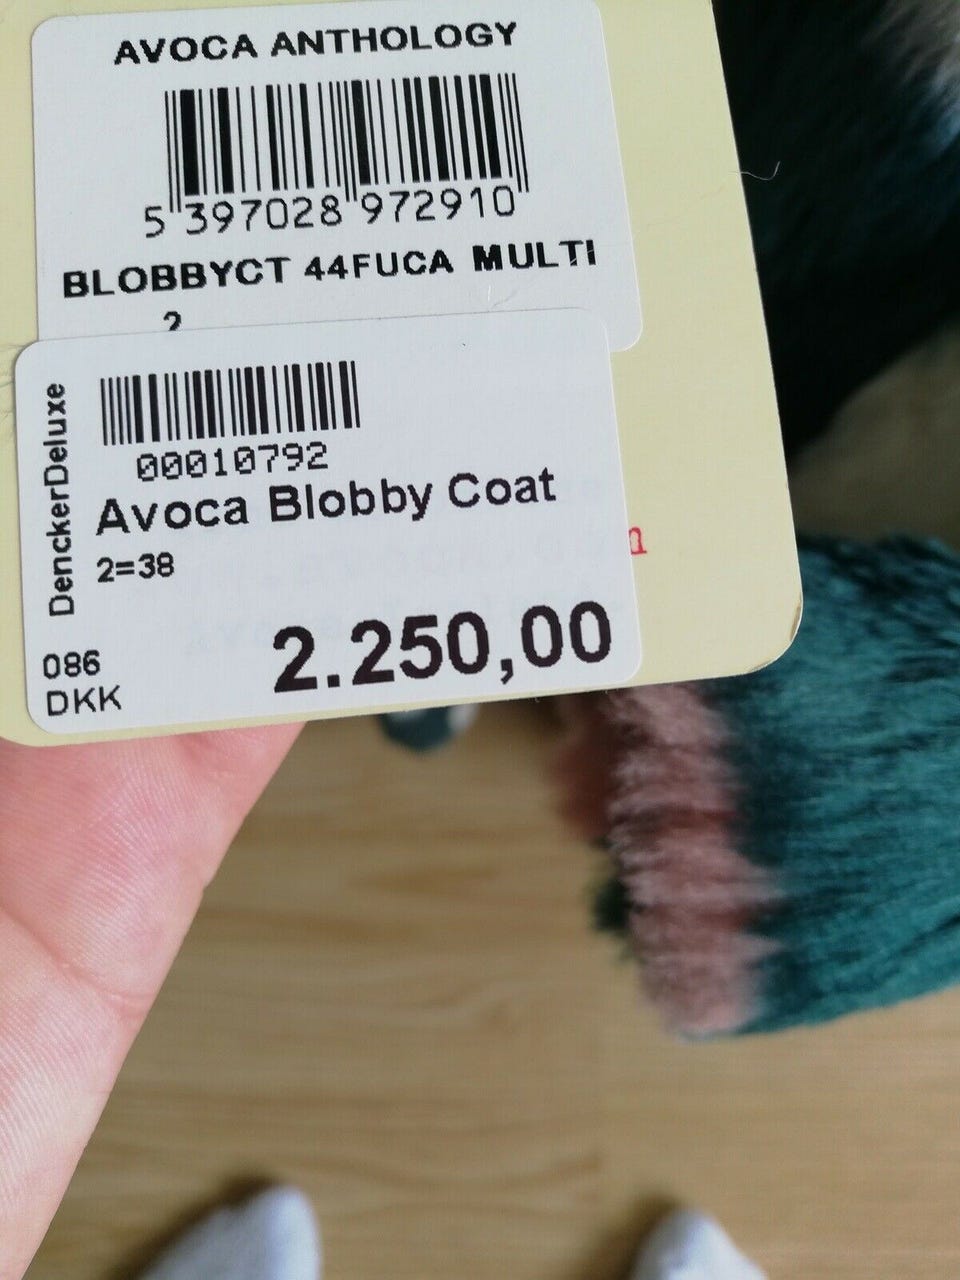 AVOCA ANTHOLOGY
5 397028 972910
BLOBBYCT 44FUCA MULTI
2
DenckerDeluxe
00010792
Avoca Blobby Coat
2=38
086
DKK
2.250,00